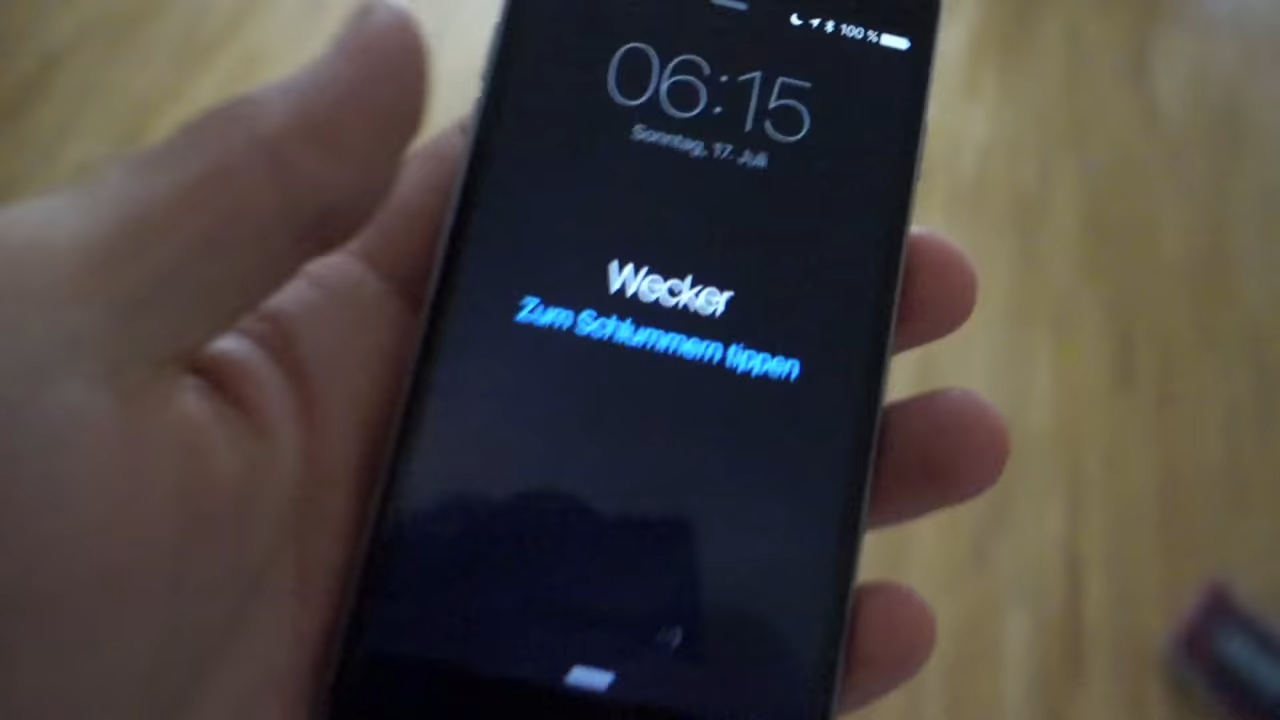 100 %
06:15
Sonntag, 17. Juli
Wecker
Zum Schlummern tippen